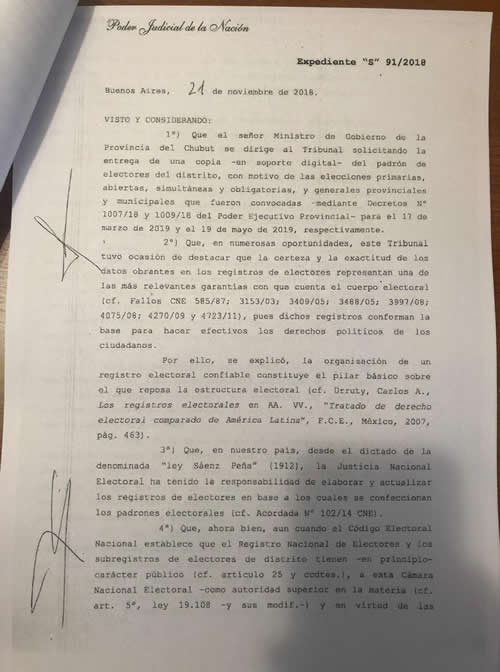 Poder Judicial de la Nación
Expediente "S" 91/2018
Buenos Aires, 21 de noviembre de 2018.
VISTO Y CONSIDERANDO:
1º) Que el señor Ministro de Gobierno de la
Provincia del Chubut se dirige al Tribunal solicitando la
entrega de una copia -en soporte digital- del padrón de
electores del distrito, con motivo de las elecciones primarias,
abiertas, simultáneas y obligatorias, y generales provinciales
y municipales que fueron convocadas -mediante Decretos Nº
1007/18 y 1009/18 del Poder Ejecutivo Provincial- para el 17 de
marzo de 2019 y el 19 de mayo de 2019, respectivamente.
2º) Que, en numerosas oportunidades, este Tribunal
tuvo ocasión de destacar que la certeza y la exactitud de los
datos obrantes en los registros de electores representan una de
las más relevantes garantías con que cuenta el cuerpo electoral
(cf. Fallos CNE 585/87; 3153/03; 3409/05; 3488/05; 3997/08;
4075/08; 4270/09 y 4723/11), pues dichos registros conforman la
base para hacer efectivos los derechos políticos de los
ciudadanos.
Por ello, se explicó, la organización de un
registro electoral confiable constituye el pilar básico sobre
el que reposa la estructura electoral (cf. Urruty, Carlos A.,
Los registros electorales en AA. VV., "Tratado de derecho
electoral comparado de América Latina", F.C.E., México, 2007,
pág. 463).
3º) Que, en nuestro país, desde el dictado de la
denominada "ley Sáenz Peña" (1912), la Justicia Nacional
Electoral ha tenido la responsabilidad de elaborar y actualizar
los registros de electores en base a los cuales se confeccionan
los padrones electorales (cf. Acordada Nº 102/14 CNE).
4º) Que, ahora bien, aun cuando el Código Electoral
Nacional establece que el Registro Nacional de Electores y los
subregistros de electores de distrito tienen -en principio-
carácter público (cf. artículo 25 y ccdtes.), a esta Cámara
Nacional Electoral -como autoridad superior en la materia (cf.
art. 5º, ley 19.108 -y sus modif.-) y en virtud de las